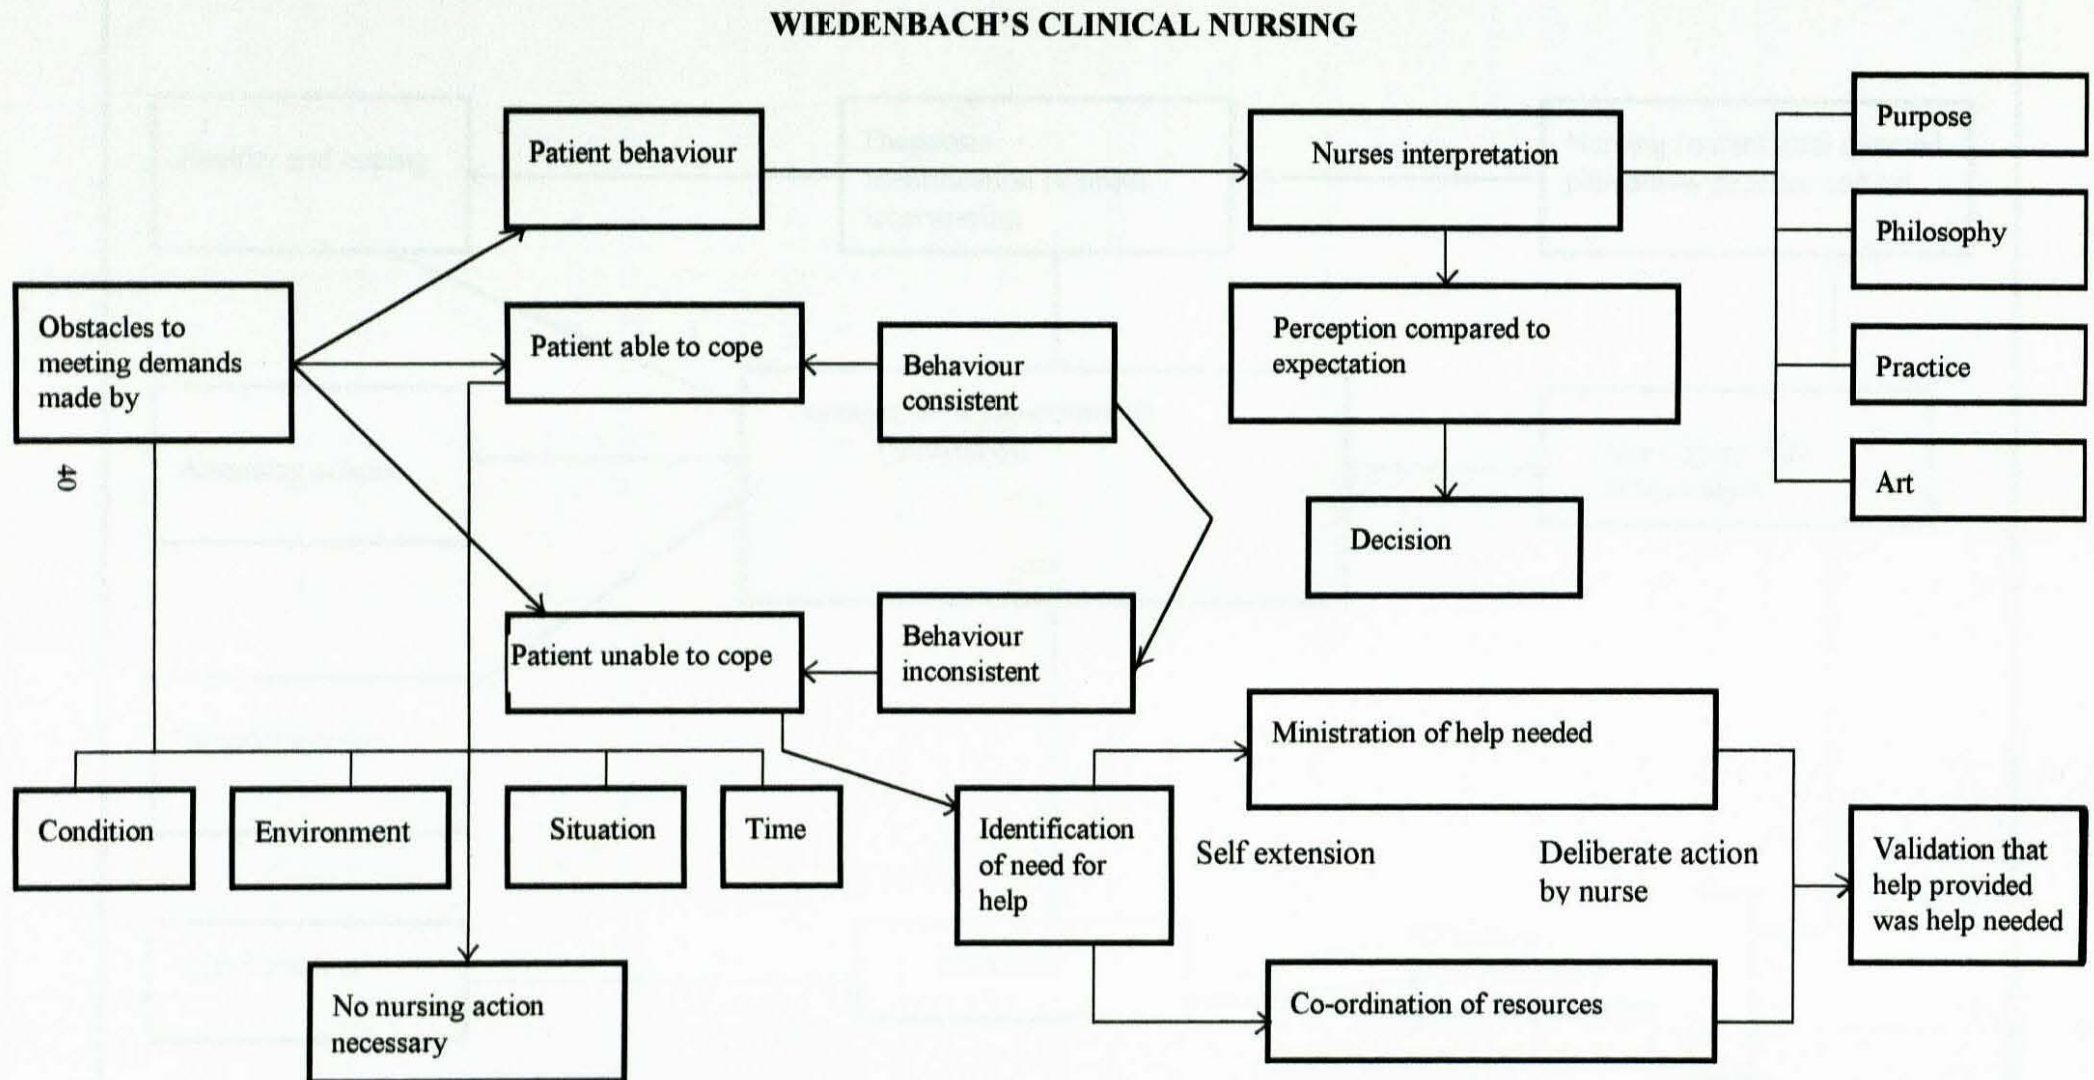 WIEDENBACH'S CLINICAL NURSING
Patient behaviour
Nurses interpretation
Purpose
Philosophy
Practice
Art
Obstacles to
meeting demands
made by
Patient able to cope
Behaviour
consistent
Perception compared to
expectation
Decision
40
Patient unable to cope
Behaviour
inconsistent
Condition
Environment
Situation
Time
Identification
of need for
help
Ministration of help needed
Self extension
Deliberate action
by nurse
Validation that
help provided
was help needed
Co-ordination of resources
No nursing action
necessary